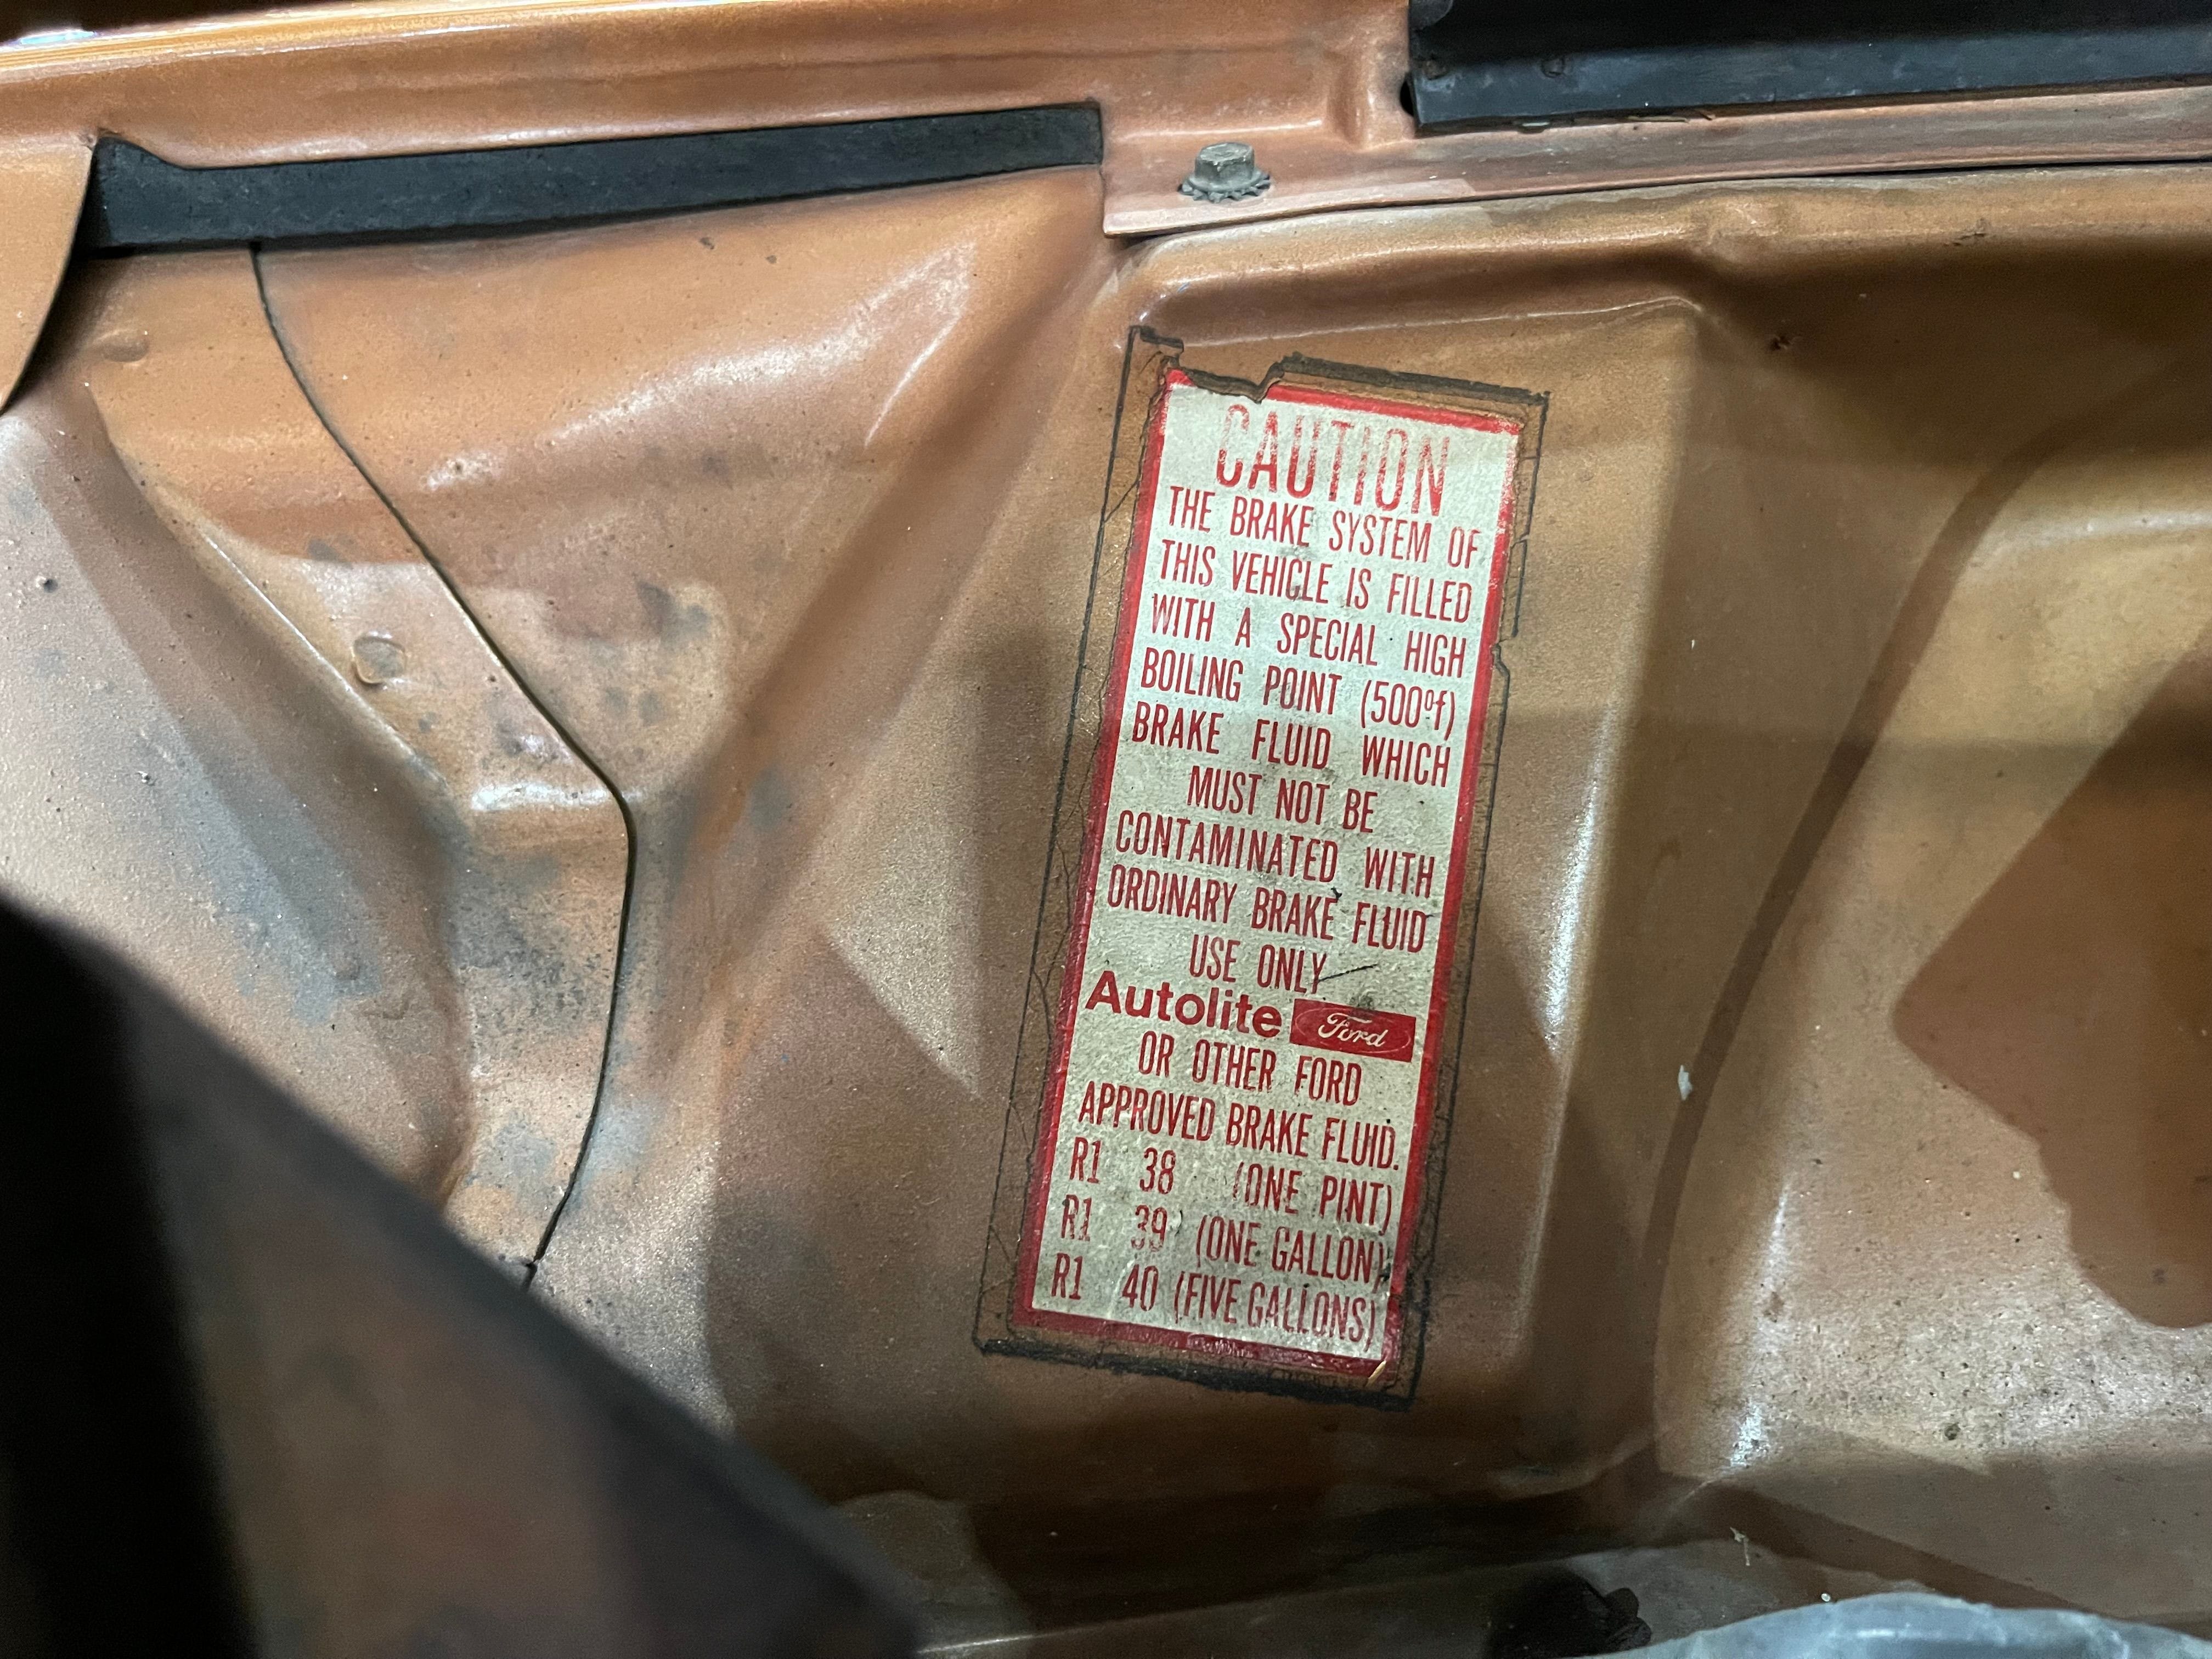 CAUTION
THE BRAKE SYSTEM OF
THIS VEHICLE IS FILLED
WITH A SPECIAL HIGH
BOILING POINT (500ºf)
BRAKE FLUID WHICH
MUST NOT BE
CONTAMINATED WITH
ORDINARY BRAKE FLUID
USE ONLY
Autolite Ford
OR OTHER FORD
APPROVED BRAKE FLUID.
R1 38 (ONE PINT)
R1 39 (ONE GALLON)
R1 40 (FIVE GALLONS)